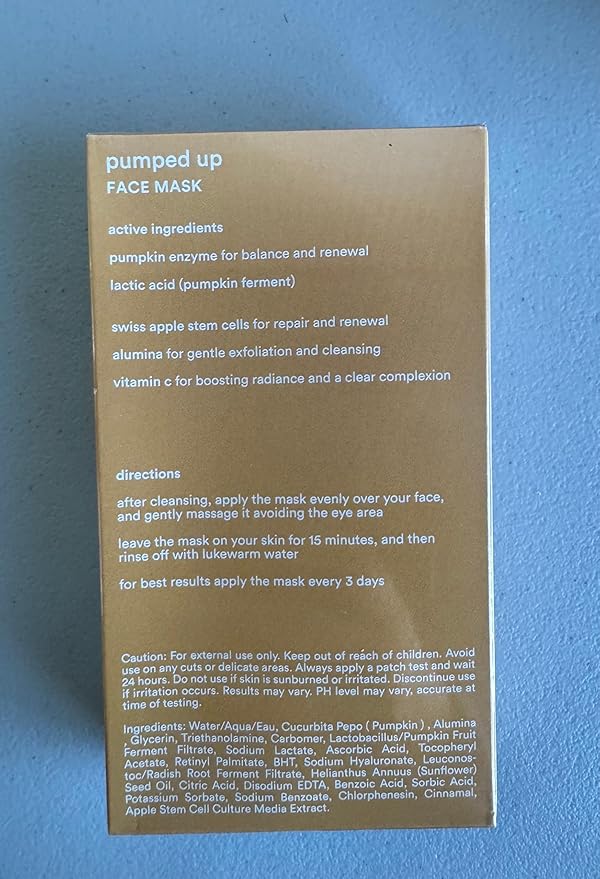 pumped up
FACE MASK
active ingredients
pumpkin enzyme for balance and renewal
lactic acid (pumpkin ferment)
swiss apple stem cells for repair and renewal
alumina for gentle exfoliation and cleansing
vitamin c for boosting radiance and a clear complexion
directions
after cleansing, apply the mask evenly over your face,
and gently massage it avoiding the eye area
leave the mask on your skin for 15 minutes, and then
rinse off with lukewarm water
for best results apply the mask every 3 days
Caution: For external use only. Keep out of reach of children. Avoid
use on any cuts or delicate areas. Always apply a patch test and wait
24 hours. Do not use if skin is sunburned or irritated. Discontinue use
if irritation occurs. Results may vary. PH level may vary, accurate at
time of testing.
Ingredients: Water/Aqua/Eau, Cucurbita Pepo ( Pumpkin ) , Alumina
, Glycerin, Triethanolamine, Carbomer, Lactobacillus/Pumpkin Fruit
Ferment Filtrate, Sodium Lactate, Ascorbic Acid, Tocopheryl
Acetate, Retinyl Palmitate, BHT, Sodium Hyaluronate, Leuconos-
toc/Radish Root Ferment Filtrate, Helianthus Annuus (Sunflower)
Seed Oil, Citric Acid, Disodium EDTA, Benzoic Acid, Sorbic Acid,
Potassium Sorbate, Sodium Benzoate, Chlorphenesin, Cinnamal,
Apple Stem Cell Culture Media Extract.